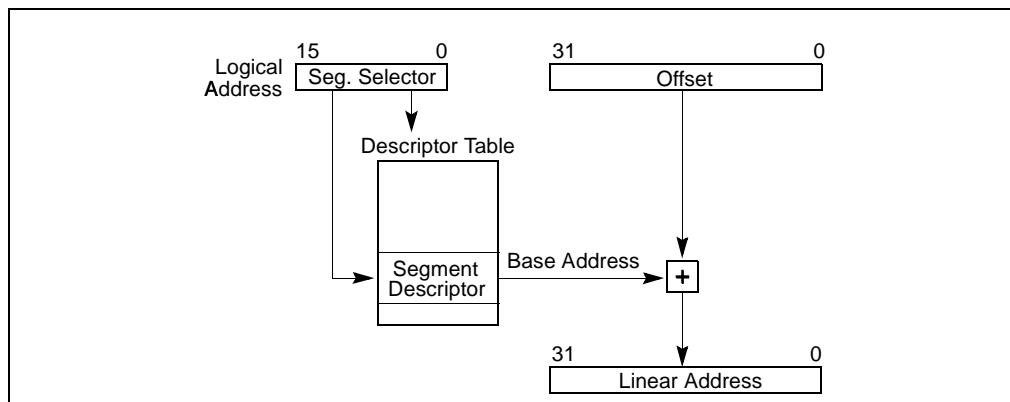 15 0
31 0
Logical
Address
Seg. Selector
Offset
Descriptor Table
Base Address
Segment
Descriptor
+
31 0
Linear Address